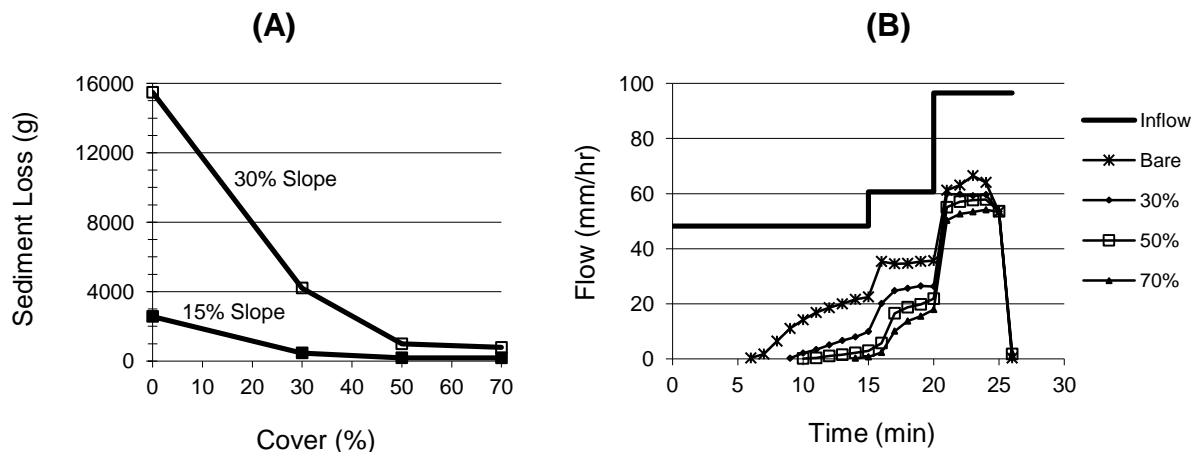 (A)
Sediment Loss (g)
16000
12000
8000
4000
0
30% Slope
15% Slope
0 10 20 30 40 50 60 70
Cover (%)
(B)
Flow (mm/hr)
100
80
60
40
20
0
0 5 10 15 20 25 30
Time (min)
Inflow
Bare
30%
50%
70%